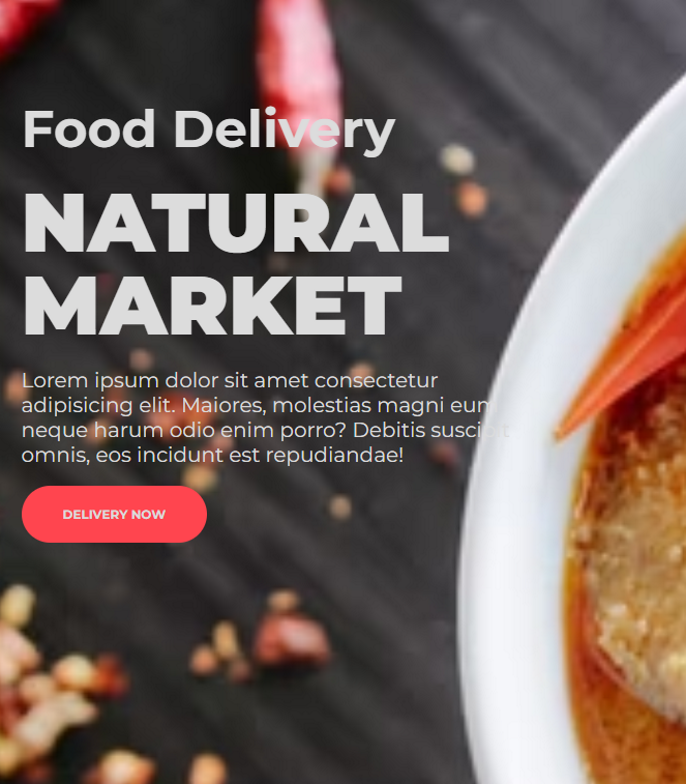 Food Delivery
NATURAL
MARKET
Lorem ipsum dolor sit amet consectetur
adipisicing elit. Maiores, molestias magni eum
neque harum odio enim porro? Debitis suscipit
omnis, eos incidunt est repudiandae!
DELIVERY NOW